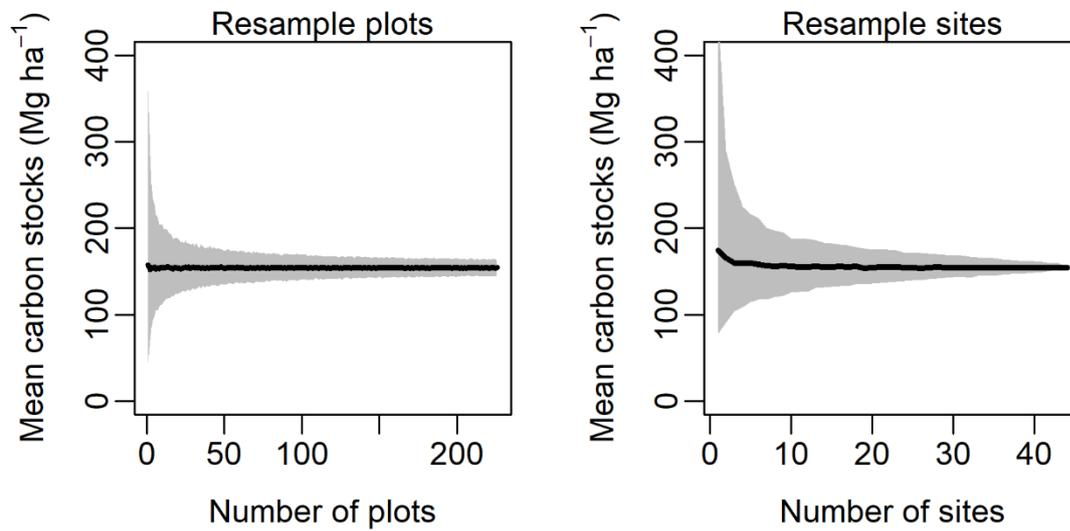 Resample plots
Mean carbon stocks (Mg ha⁻¹)
400
300
200
100
0
0 50 100 200
Number of plots
Resample sites
Mean carbon stocks (Mg ha⁻¹)
400
300
200
100
0
0 10 20 30 40
Number of sites